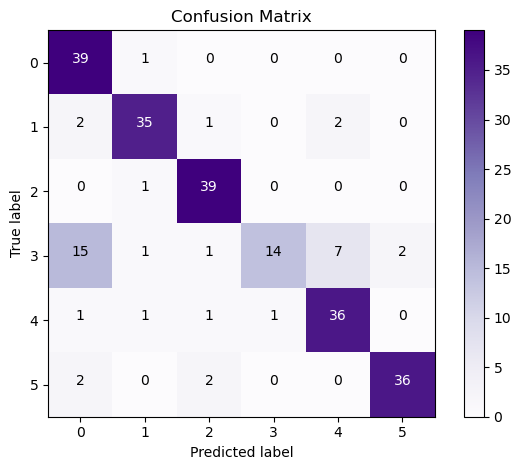 Confusion Matrix
True label
0 39 1 0 0 0 0
1 2 35 1 0 2 0
2 0 1 39 0 0 0
3 15 1 1 14 7 2
4 1 1 1 1 36 0
5 2 0 2 0 0 36
0 1 2 3 4 5
Predicted label
35
30
25
20
15
10
5
0